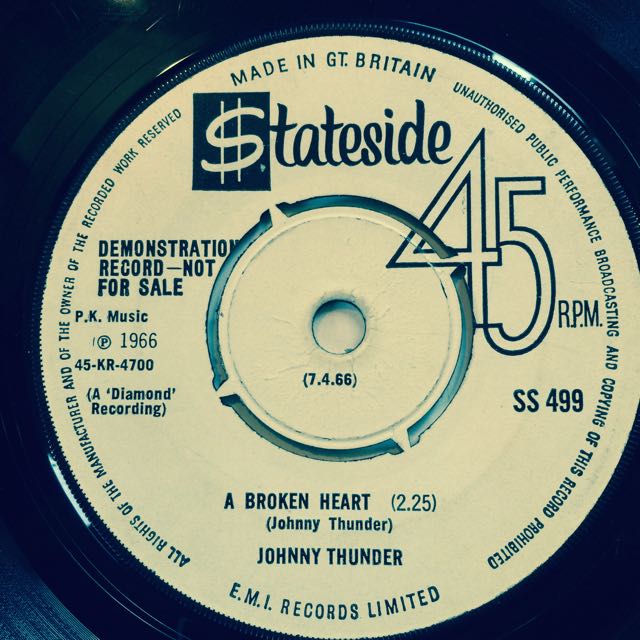 MADE IN GT. BRITAIN
$tateside
45
R.P.M.
DEMONSTRATION
RECORD—NOT
FOR SALE
P.K. Music
℗ 1966
45-KR-4700
(A 'Diamond'
Recording)
(7.4.66)
SS 499
A BROKEN HEART (2.25)
(Johnny Thunder)
JOHNNY THUNDER
E.M.I. RECORDS LIMITED
ALL RIGHTS OF THE MANUFACTURER AND OF THE OWNER OF THE RECORDED WORK RESERVED
UNAUTHORISED PUBLIC PERFORMANCE BROADCASTING AND COPYING OF THIS RECORD PROHIBITED